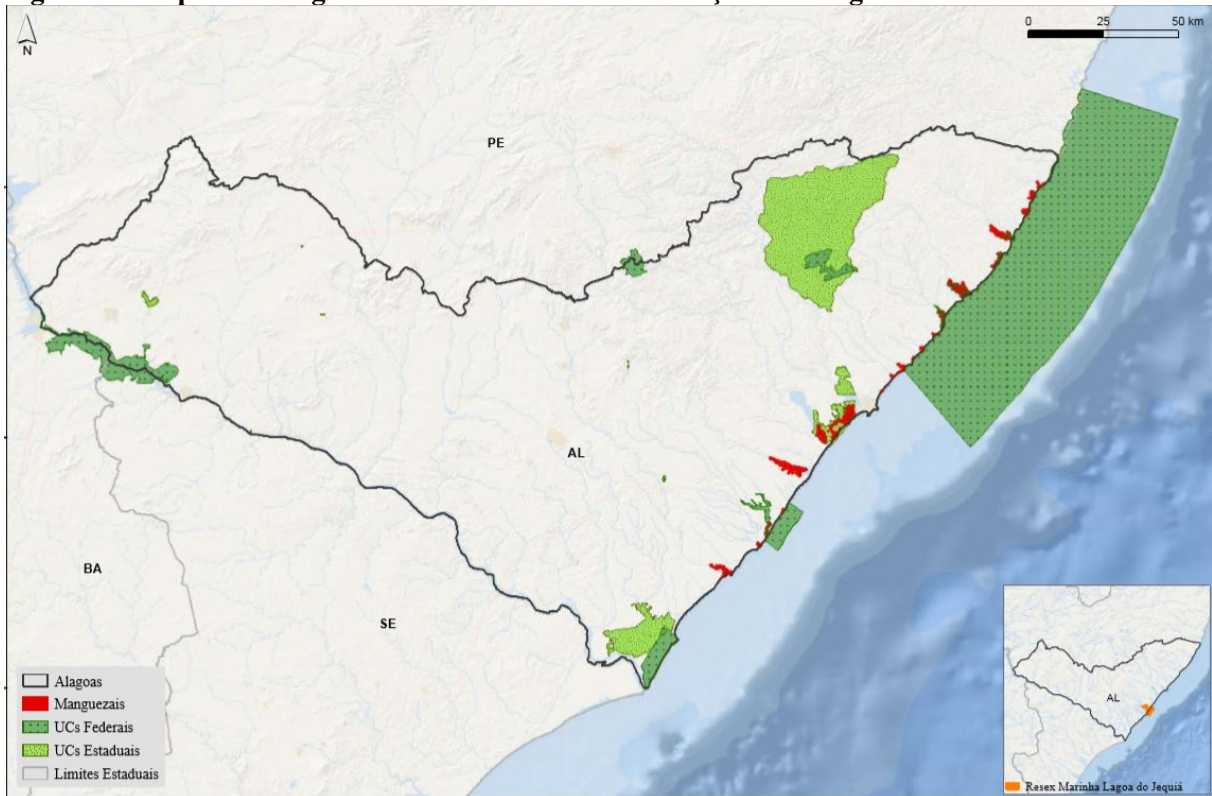 N
0 25 50 km
PE
AL
BA
SE
Alagoas
Manguezais
UCs Federais
UCs Estaduais
Limites Estaduais
AL
Resex Marinha Lagoa do Jequiá